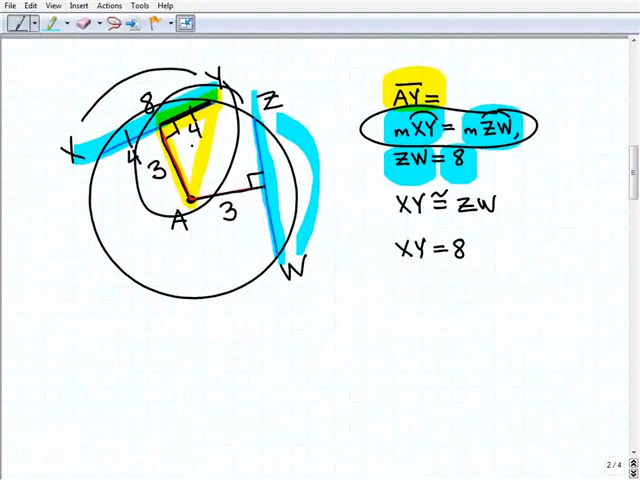 File Edit View Insert Actions Tools Help
Y
8
Z
X
4
4
3
A
3
W
AY =
mXY = mZW,
ZW = 8
XY ≅ ZW
XY = 8
2/4